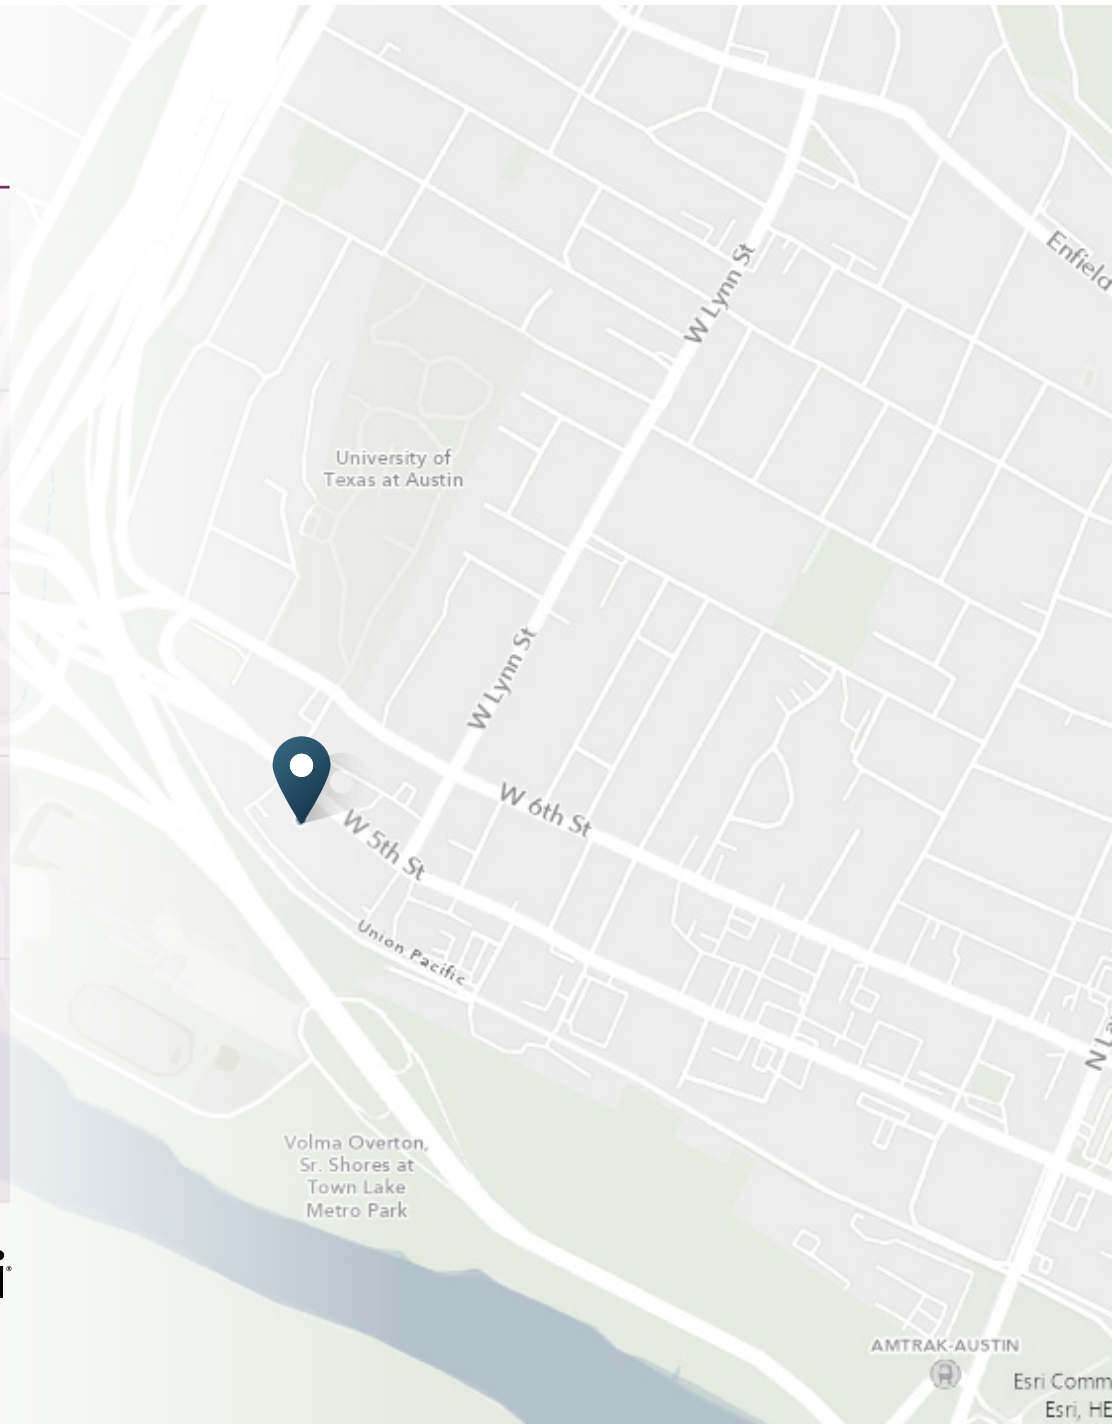 Enfield
W Lynn St
University of
Texas at Austin
W Lynn St
W 6th St
W 5th St
Union Pacific
N La
Volma Overton,
Sr. Shores at
Town Lake
Metro Park
i®
AMTRAK-AUSTIN
Esri Comm
Esri, HE